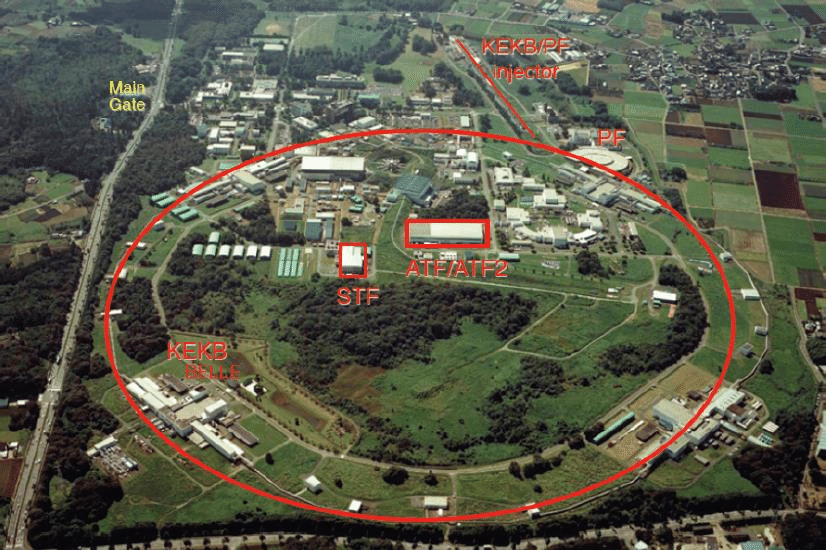 KEKB/PF
injector
Main
Gate
PF
ATF/ATF2
STF
KEKB
BELLE